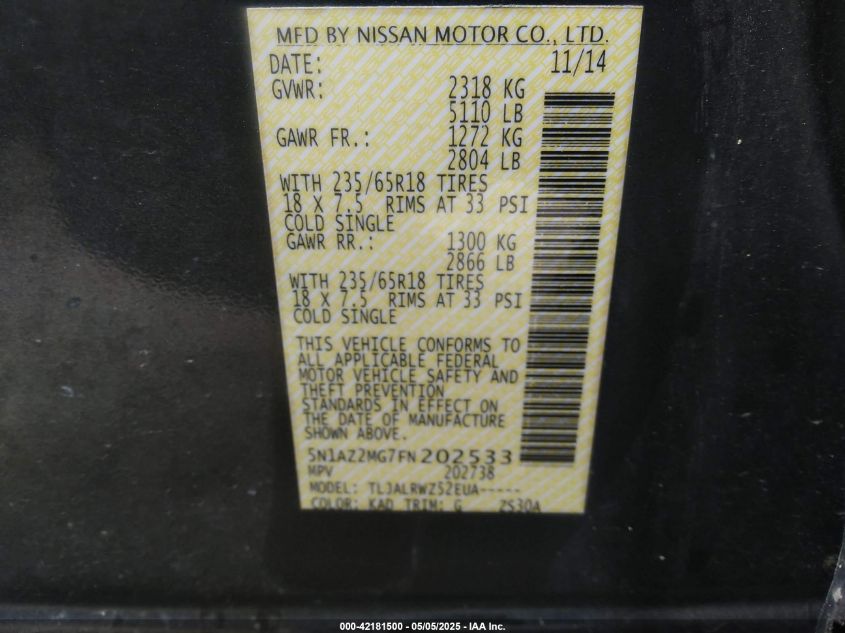 MFD BY NISSAN MOTOR CO., LTD.
DATE: 11/14
GVWR: 2318 KG
5110 LB
GAWR FR.: 1272 KG
2804 LB
WITH 235/65R18 TIRES
18 X 7.5 RIMS AT 33 PSI
COLD SINGLE
GAWR RR.: 1300 KG
2866 LB
WITH 235/65R18 TIRES
18 X 7.5 RIMS AT 33 PSI
COLD SINGLE
THIS VEHICLE CONFORMS TO
ALL APPLICABLE FEDERAL
MOTOR VEHICLE SAFETY AND
THEFT PREVENTION
STANDARDS IN EFFECT ON
THE DATE OF MANUFACTURE
SHOWN ABOVE.
5N1AZ2MG7FN202533
MPV 202738
MODEL: TLJALRWZ52EUA-----
COLOR: KAD TRIM: G ZS30A
000-42181500 - 05/05/2025 - IAA Inc.